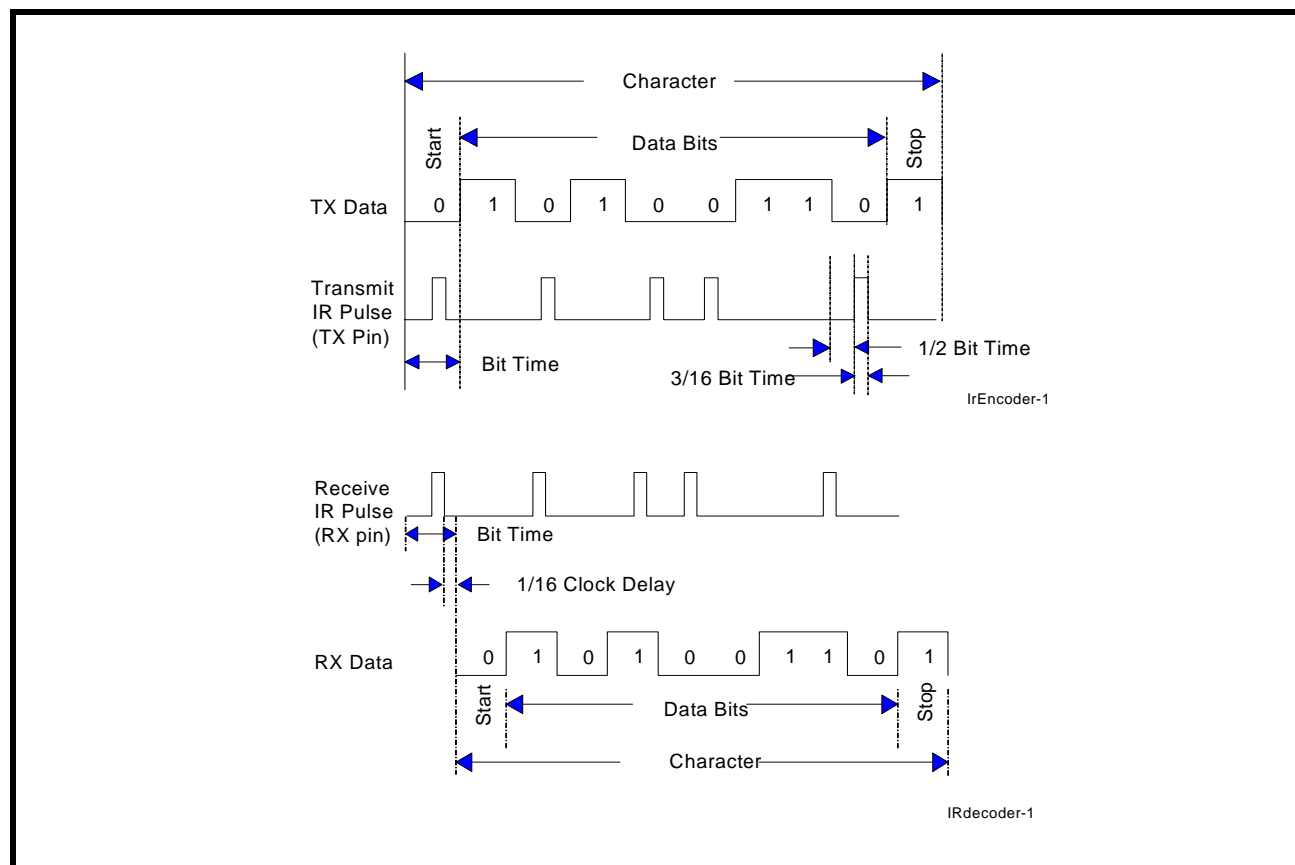 Character
Start
Data Bits
Stop
TX Data
0 1 0 1 0 0 1 1 0 1
Transmit
IR Pulse
(TX Pin)
Bit Time
1/2 Bit Time
3/16 Bit Time
IrEncoder-1
Receive
IR Pulse
(RX pin)
Bit Time
1/16 Clock Delay
RX Data
0 1 0 1 0 0 1 1 0 1
Start
Data Bits
Stop
Character
IRdecoder-1